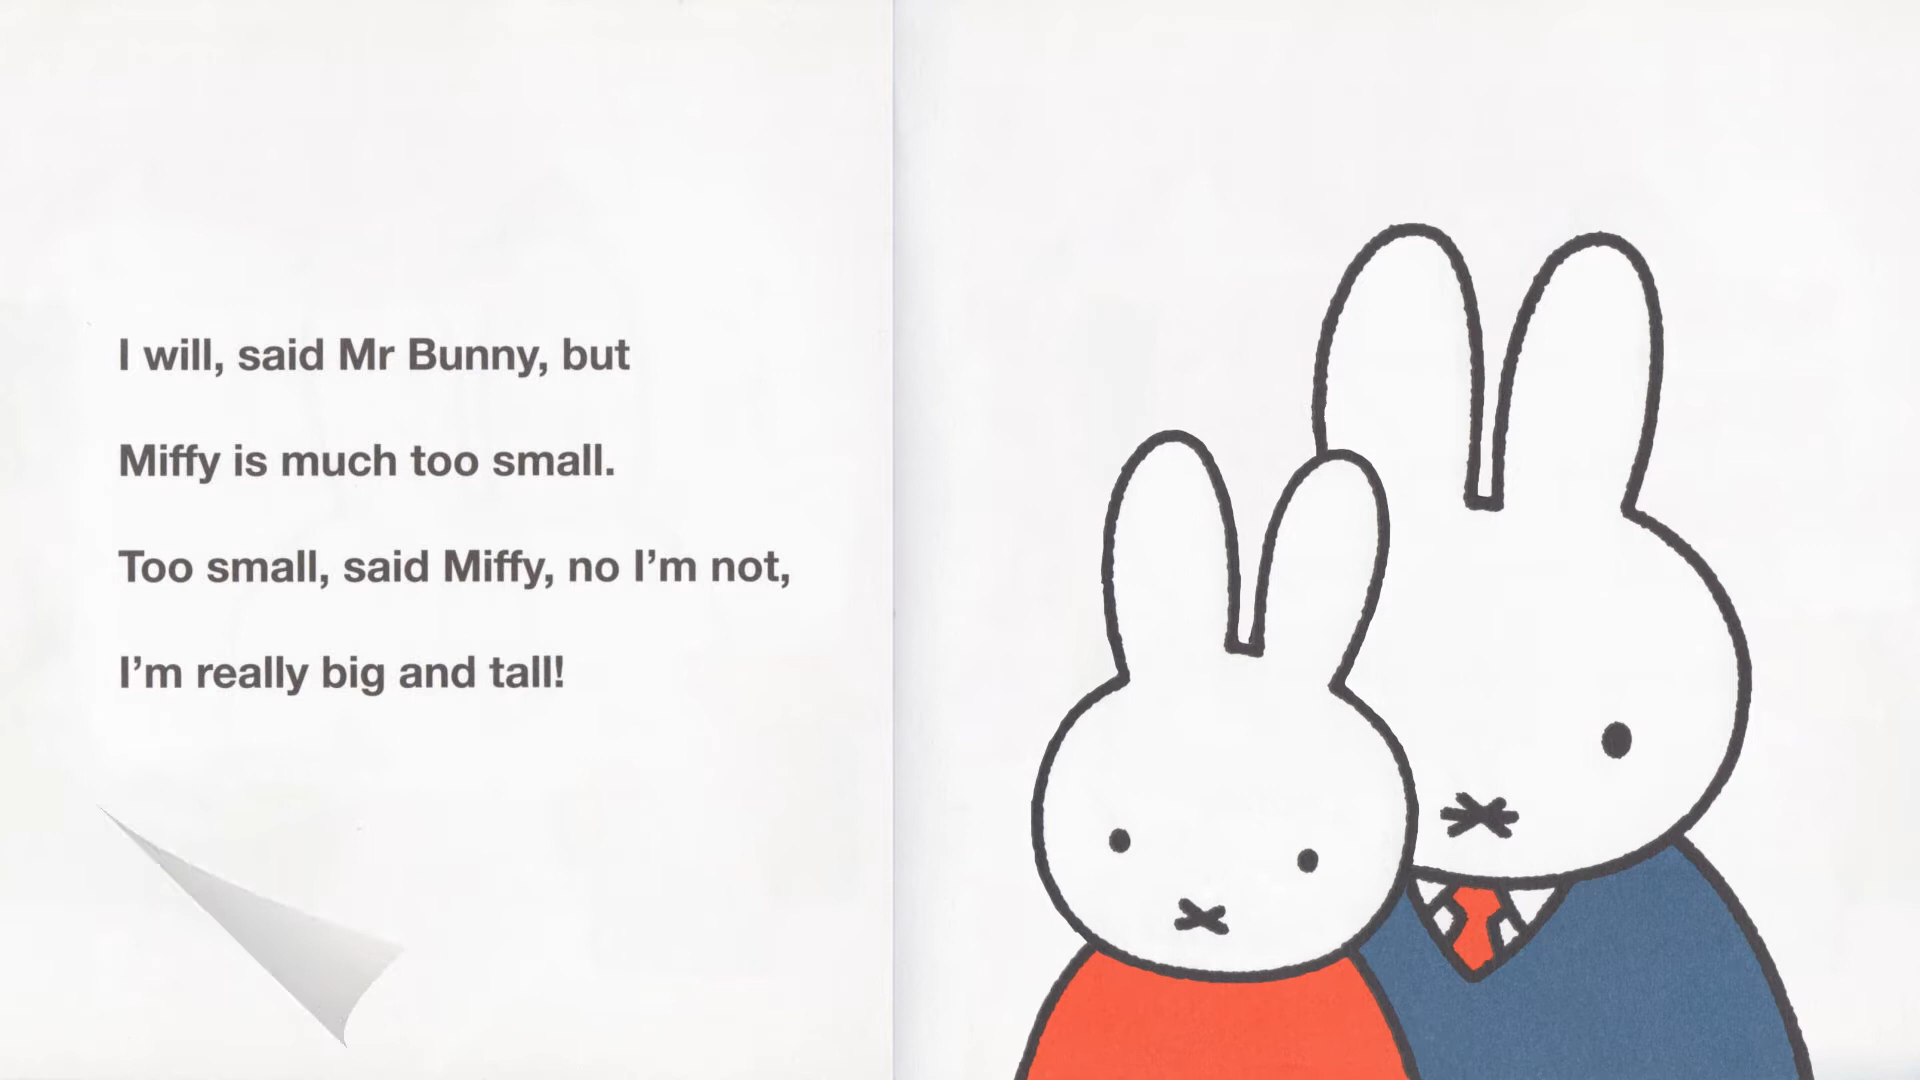 I will, said Mr Bunny, but
Miffy is much too small.
Too small, said Miffy, no I’m not,
I’m really big and tall!